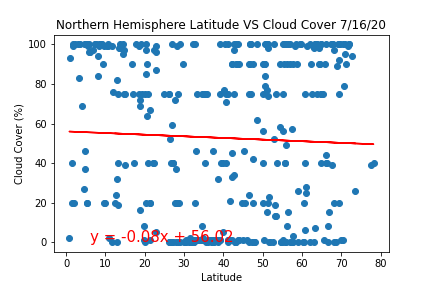 Northern Hemisphere Latitude VS Cloud Cover 7/16/20
Cloud Cover (%)
100
80
60
40
20
0
y = -0.08x + 56.02
0 10 20 30 40 50 60 70 80
Latitude